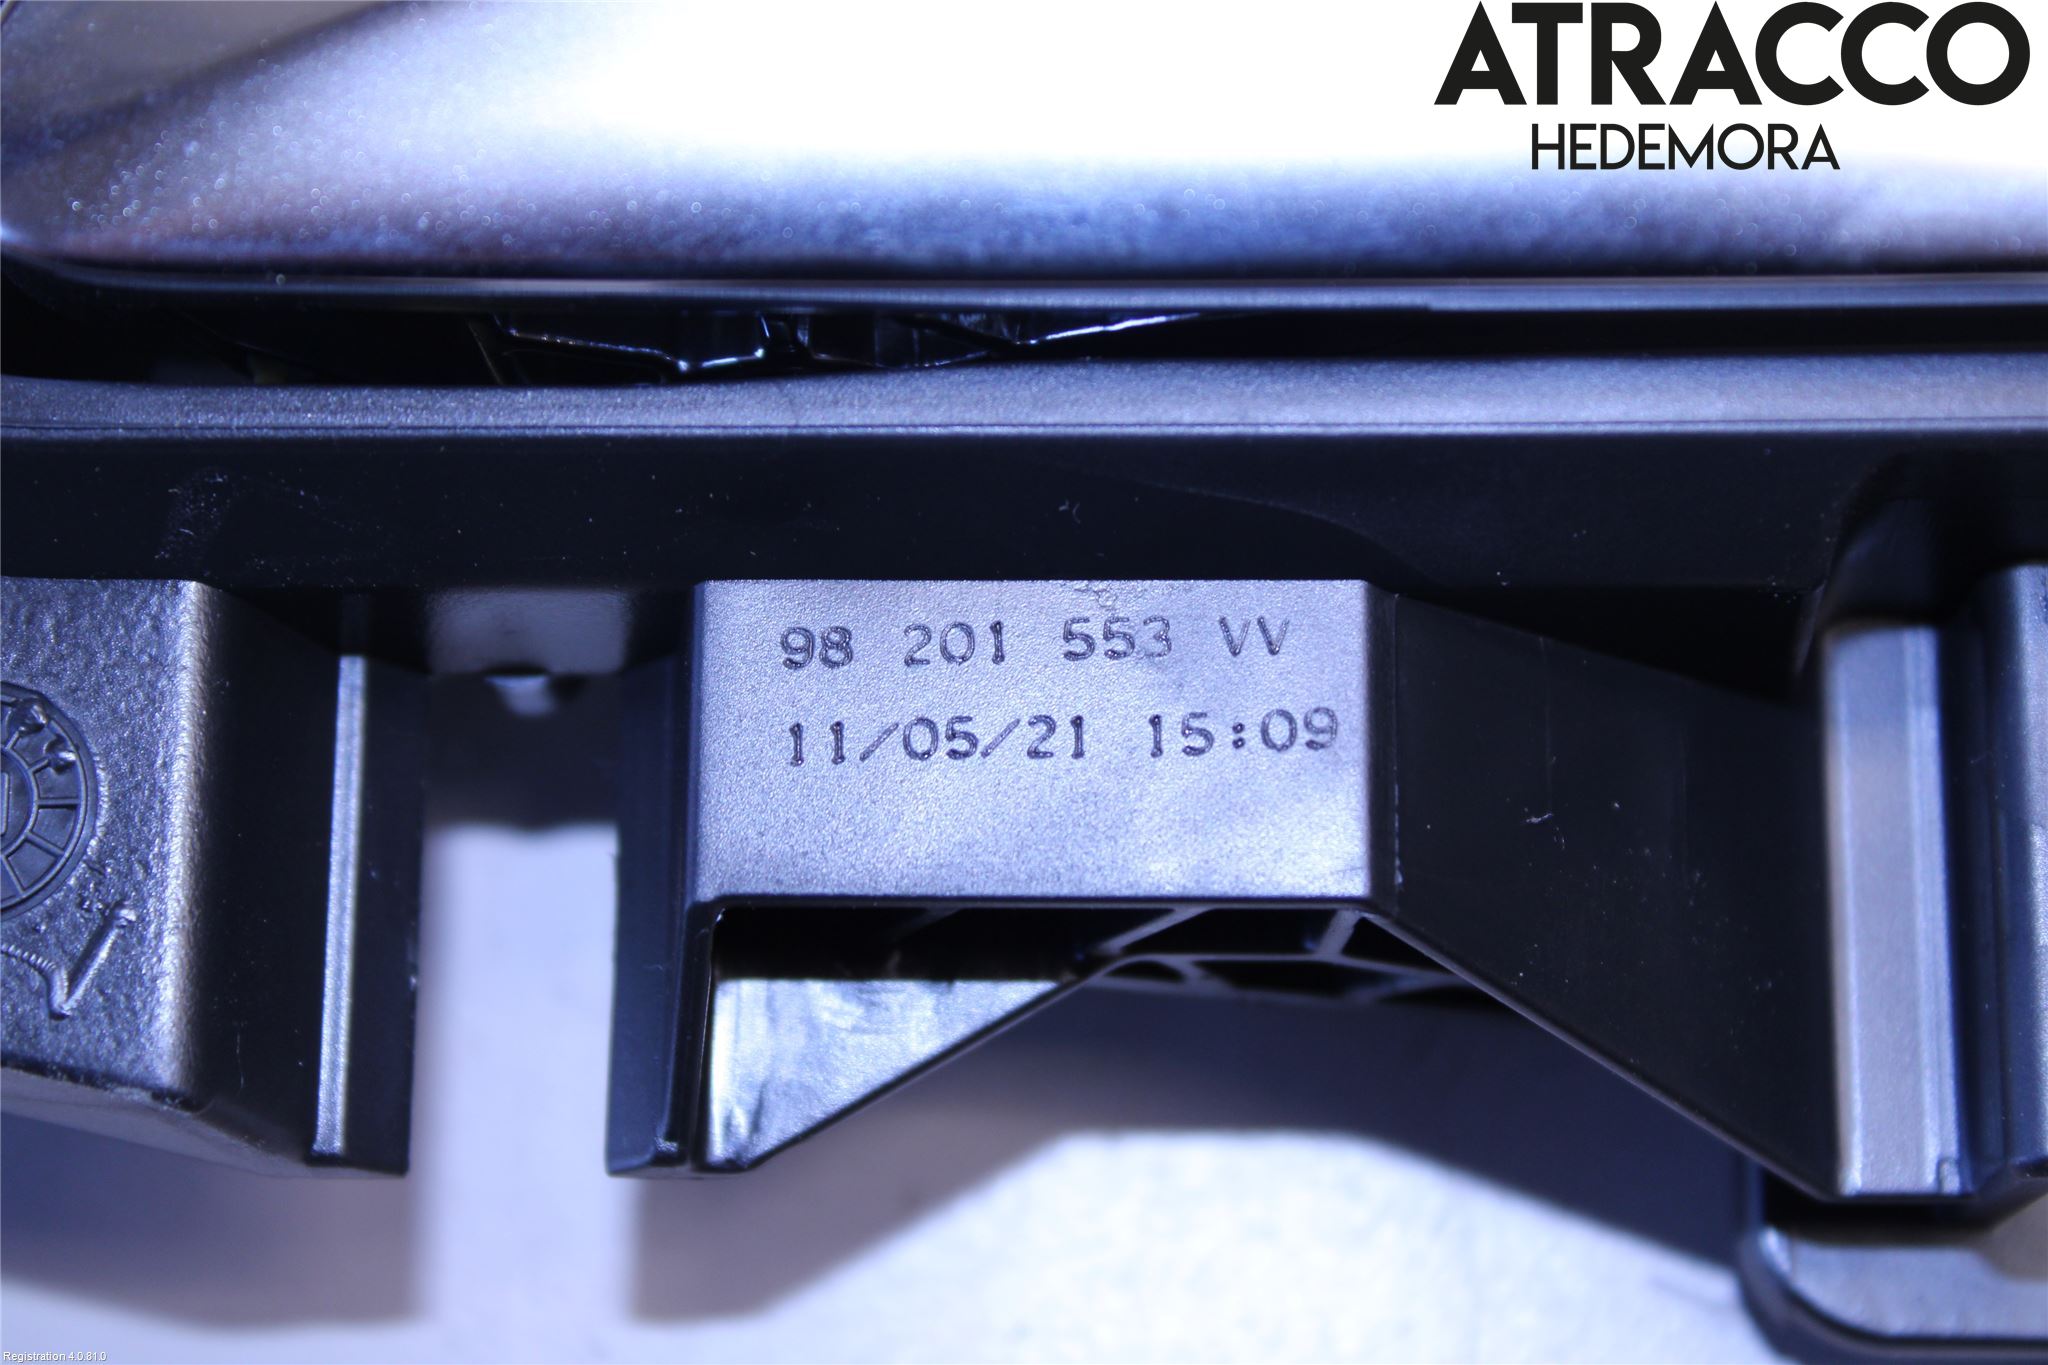 ATRACCO
HEDEMORA
98 201 553 VV
11/05/21 15:09
Registration 4.0.81.0